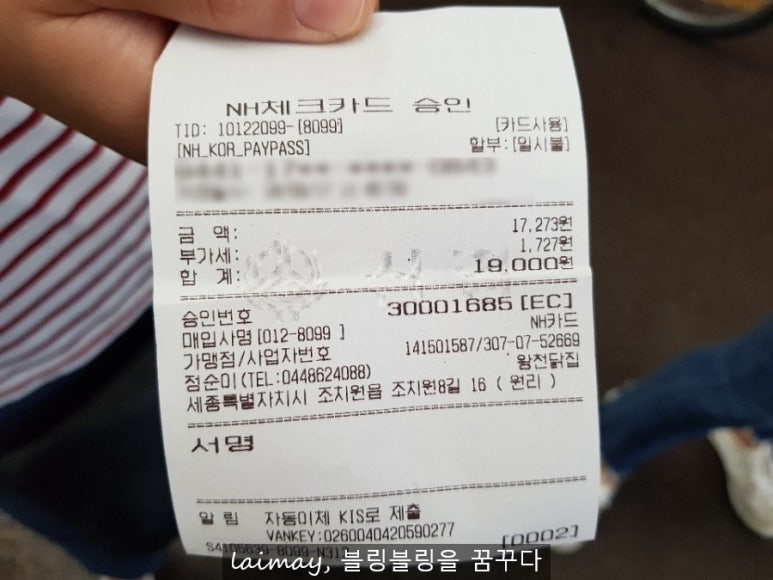 NH체크카드 승인
TID: 10122099-[8099] [카드사용]
[NH_KOR_PAYPASS] 할부:[일시불]
금 액: 17,273원
부가세: 1,727원
합 계: 19,000원
승인번호 30001685[EC]
매입사명[012-8099 ] NH카드
가맹점/사업자번호 141501587/307-07-52669
정순이(TEL:0448624088) 왕천닭집
세종특별자치시 조치원읍 조치원8길 16 ( 원리 )
서명
알 림 자동이체 KIS로 제출
VANKEY:0260040420590277
[0002]
laimay, 블링블링을 꿈꾸다